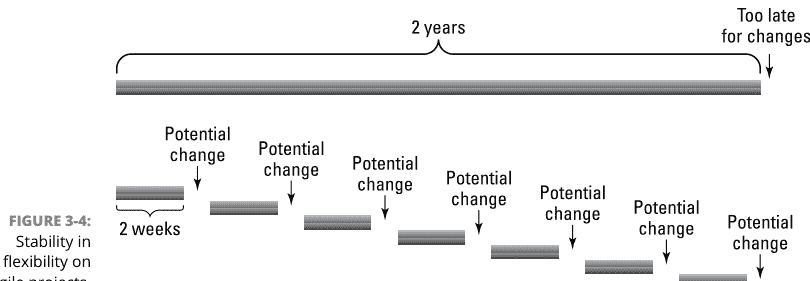 2 years
Too late
for changes
Potential
change
Potential
change
Potential
change
Potential
change
Potential
change
Potential
change
Potential
change
2 weeks
FIGURE 3-4:
Stability in
flexibility on